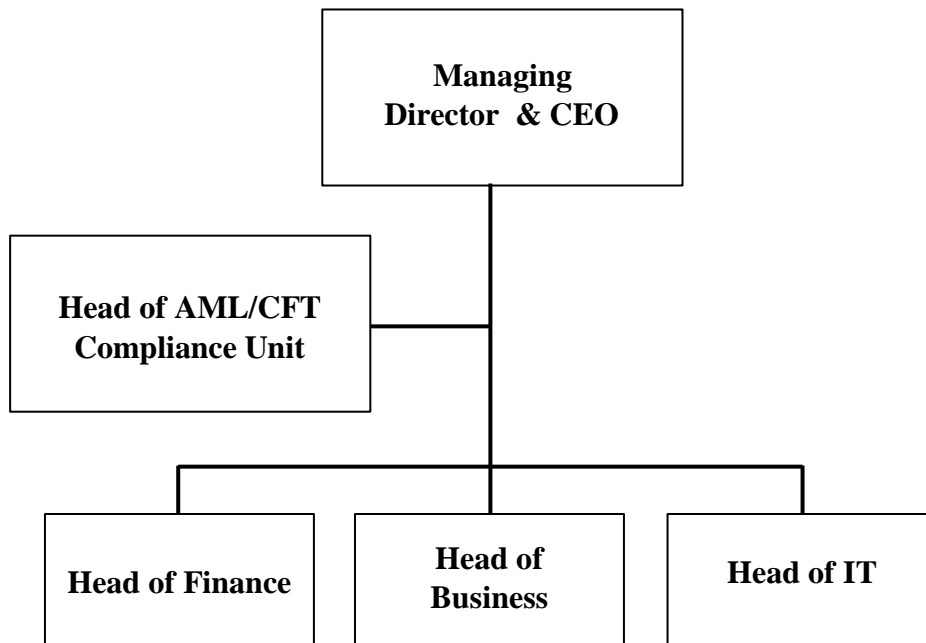 Managing
Director & CEO
Head of AML/CFT
Compliance Unit
Head of Finance
Head of
Business
Head of IT